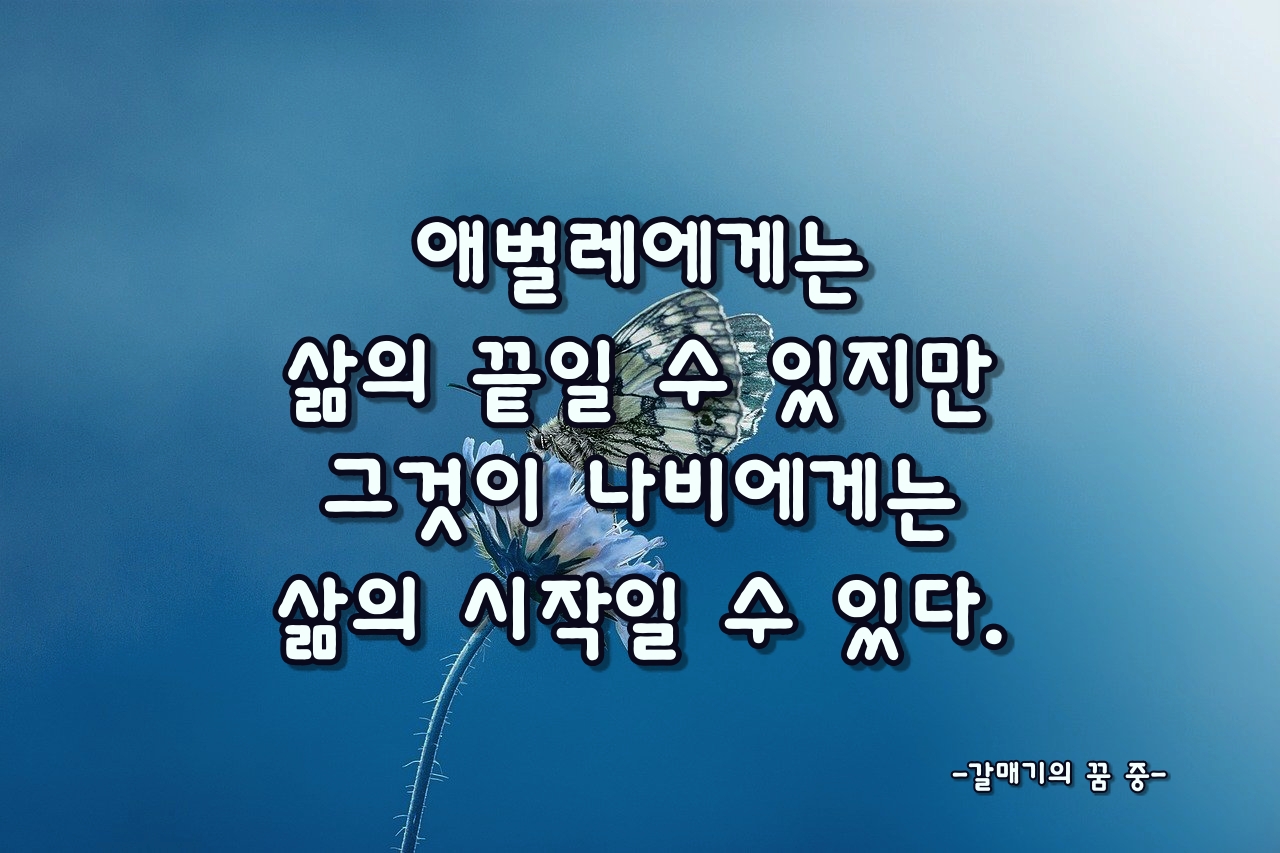 애벌레에게는
삶의 끝일 수 있지만
그것이 나비에게는
삶의 시작일 수 있다.
-갈매기의 꿈 중-